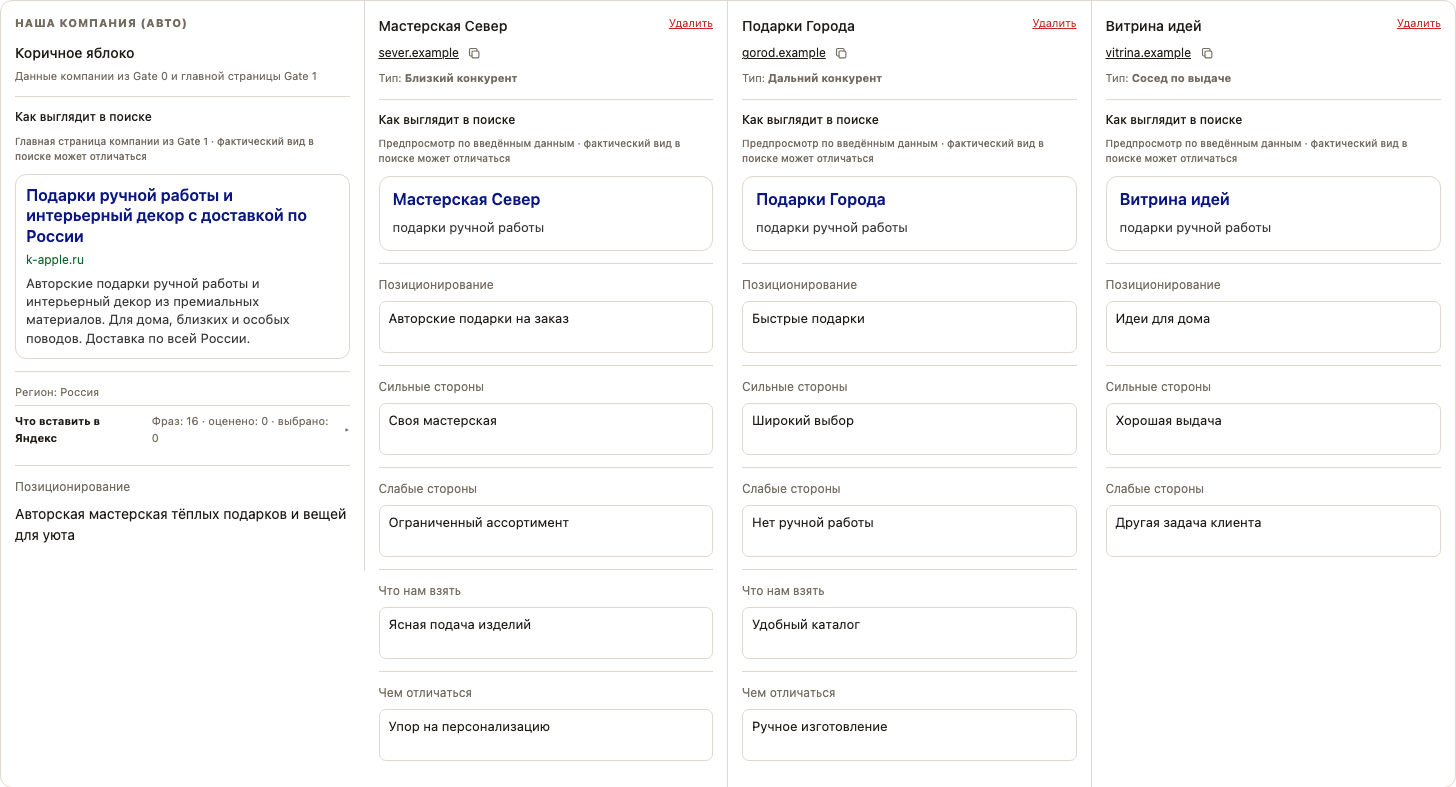 НАША КОМПАНИЯ (АВТО)
Коричное яблоко
Данные компании из Gate 0 и главной страницы Gate 1
Как выглядит в поиске
Главная страница компании из Gate 1 · фактический вид в
поиске может отличаться
Подарки ручной работы и
интерьерный декор с доставкой по
России
k-apple.ru
Авторские подарки ручной работы и
интерьерный декор из премиальных
материалов. Для дома, близких и особых
поводов. Доставка по всей России.
Регион: Россия
Что вставить в
Яндекс
Фраз: 16 · оценено: 0 · выбрано:
0
Позиционирование
Авторская мастерская тёплых подарков и вещей
для уюта
Мастерская Север
Удалить
sever.example
Тип: Близкий конкурент
Как выглядит в поиске
Предпросмотр по введённым данным · фактический вид в
поиске может отличаться
Мастерская Север
подарки ручной работы
Позиционирование
Авторские подарки на заказ
Сильные стороны
Своя мастерская
Слабые стороны
Ограниченный ассортимент
Что нам взять
Ясная подача изделий
Чем отличаться
Упор на персонализацию
Подарки Города
Удалить
gorod.example
Тип: Дальний конкурент
Как выглядит в поиске
Предпросмотр по введённым данным · фактический вид в
поиске может отличаться
Подарки Города
подарки ручной работы
Позиционирование
Быстрые подарки
Сильные стороны
Широкий выбор
Слабые стороны
Нет ручной работы
Что нам взять
Удобный каталог
Чем отличаться
Ручное изготовление
Витрина идей
Удалить
vitrina.example
Тип: Сосед по выдаче
Как выглядит в поиске
Предпросмотр по введённым данным · фактический вид в
поиске может отличаться
Витрина идей
подарки ручной работы
Позиционирование
Идеи для дома
Сильные стороны
Хорошая выдача
Слабые стороны
Другая задача клиента